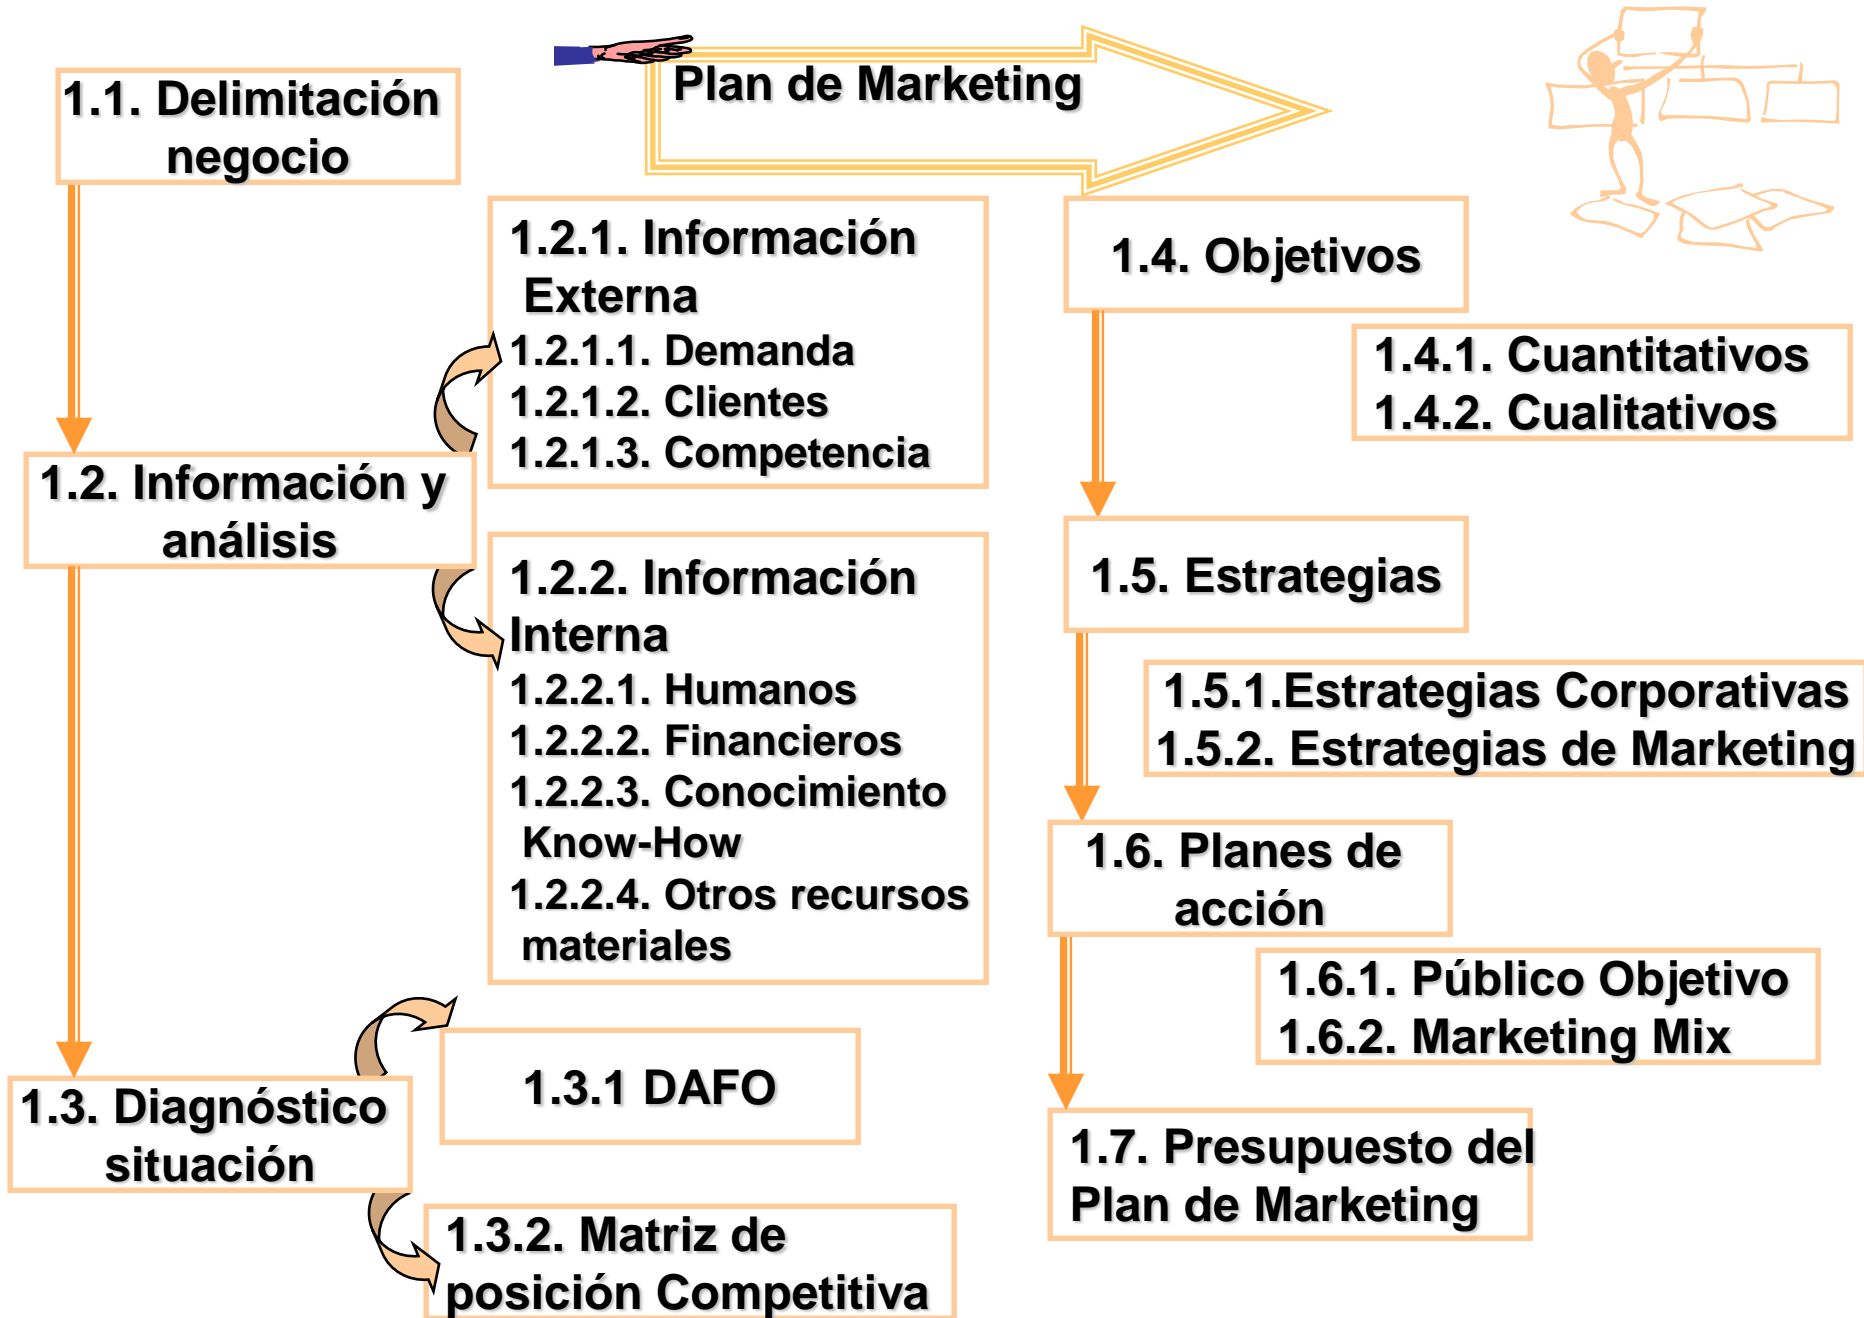 Plan de Marketing
1.1. Delimitación
negocio
1.2. Información y
análisis
1.2.1. Información
Externa
1.2.1.1. Demanda
1.2.1.2. Clientes
1.2.1.3. Competencia
1.2.2. Información
Interna
1.2.2.1. Humanos
1.2.2.2. Financieros
1.2.2.3. Conocimiento
Know-How
1.2.2.4. Otros recursos
materiales
1.3. Diagnóstico
situación
1.3.1 DAFO
1.3.2. Matriz de
posición Competitiva
1.4. Objetivos
1.4.1. Cuantitativos
1.4.2. Cualitativos
1.5. Estrategias
1.5.1.Estrategias Corporativas
1.5.2. Estrategias de Marketing
1.6. Planes de
acción
1.6.1. Público Objetivo
1.6.2. Marketing Mix
1.7. Presupuesto del
Plan de Marketing